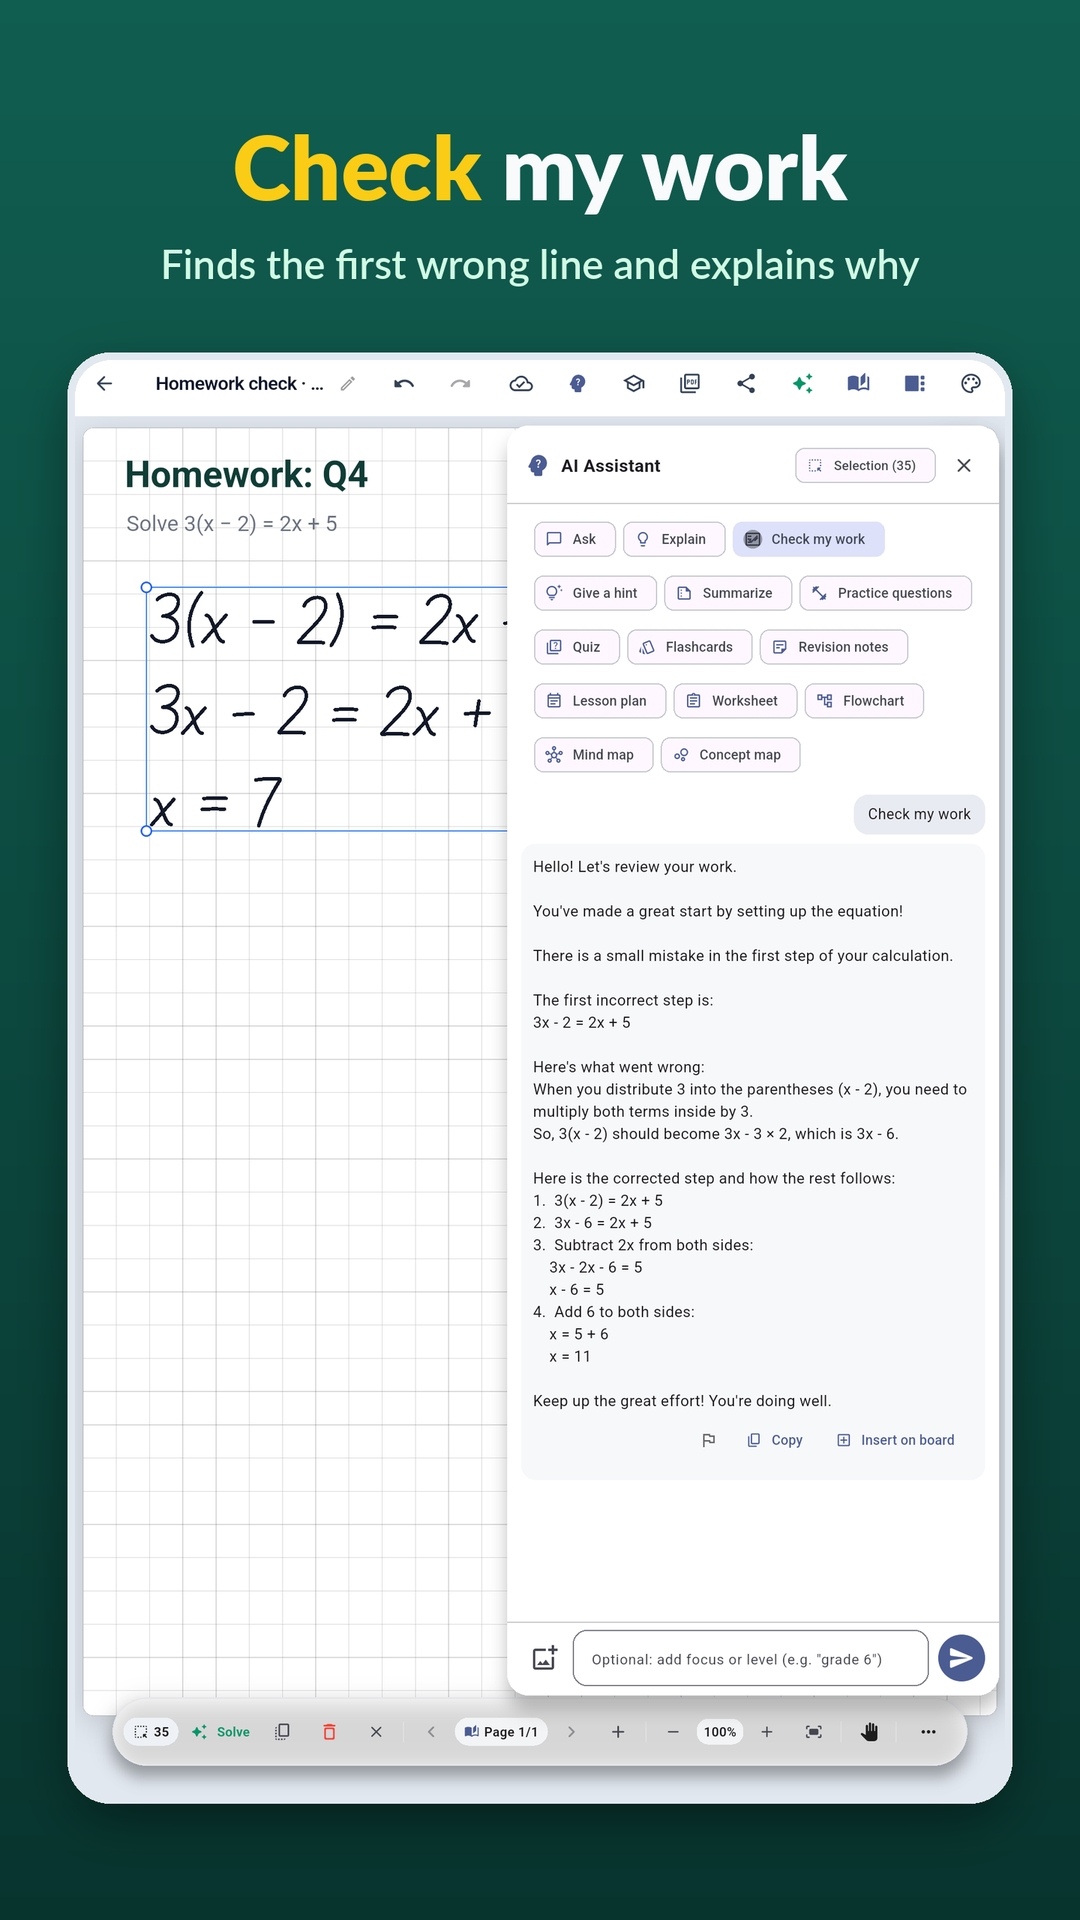 Check my work
Finds the first wrong line and explains why
Homework check · ...
Homework: Q4
Solve 3(x − 2) = 2x + 5
3(x − 2) = 2x
3x − 2 = 2x +
x = 7
AI Assistant
Selection (35)
Ask
Explain
Check my work
Give a hint
Summarize
Practice questions
Quiz
Flashcards
Revision notes
Lesson plan
Worksheet
Flowchart
Mind map
Concept map
Check my work
Hello! Let's review your work.
You've made a great start by setting up the equation!
There is a small mistake in the first step of your calculation.
The first incorrect step is:
3x - 2 = 2x + 5
Here's what went wrong:
When you distribute 3 into the parentheses (x - 2), you need to
multiply both terms inside by 3.
So, 3(x - 2) should become 3x - 3 × 2, which is 3x - 6.
Here is the corrected step and how the rest follows:
1. 3(x - 2) = 2x + 5
2. 3x - 6 = 2x + 5
3. Subtract 2x from both sides:
3x - 2x - 6 = 5
x - 6 = 5
4. Add 6 to both sides:
x = 5 + 6
x = 11
Keep up the great effort! You're doing well.
Copy
Insert on board
Optional: add focus or level (e.g. "grade 6")
35
Solve
Page 1/1
100%